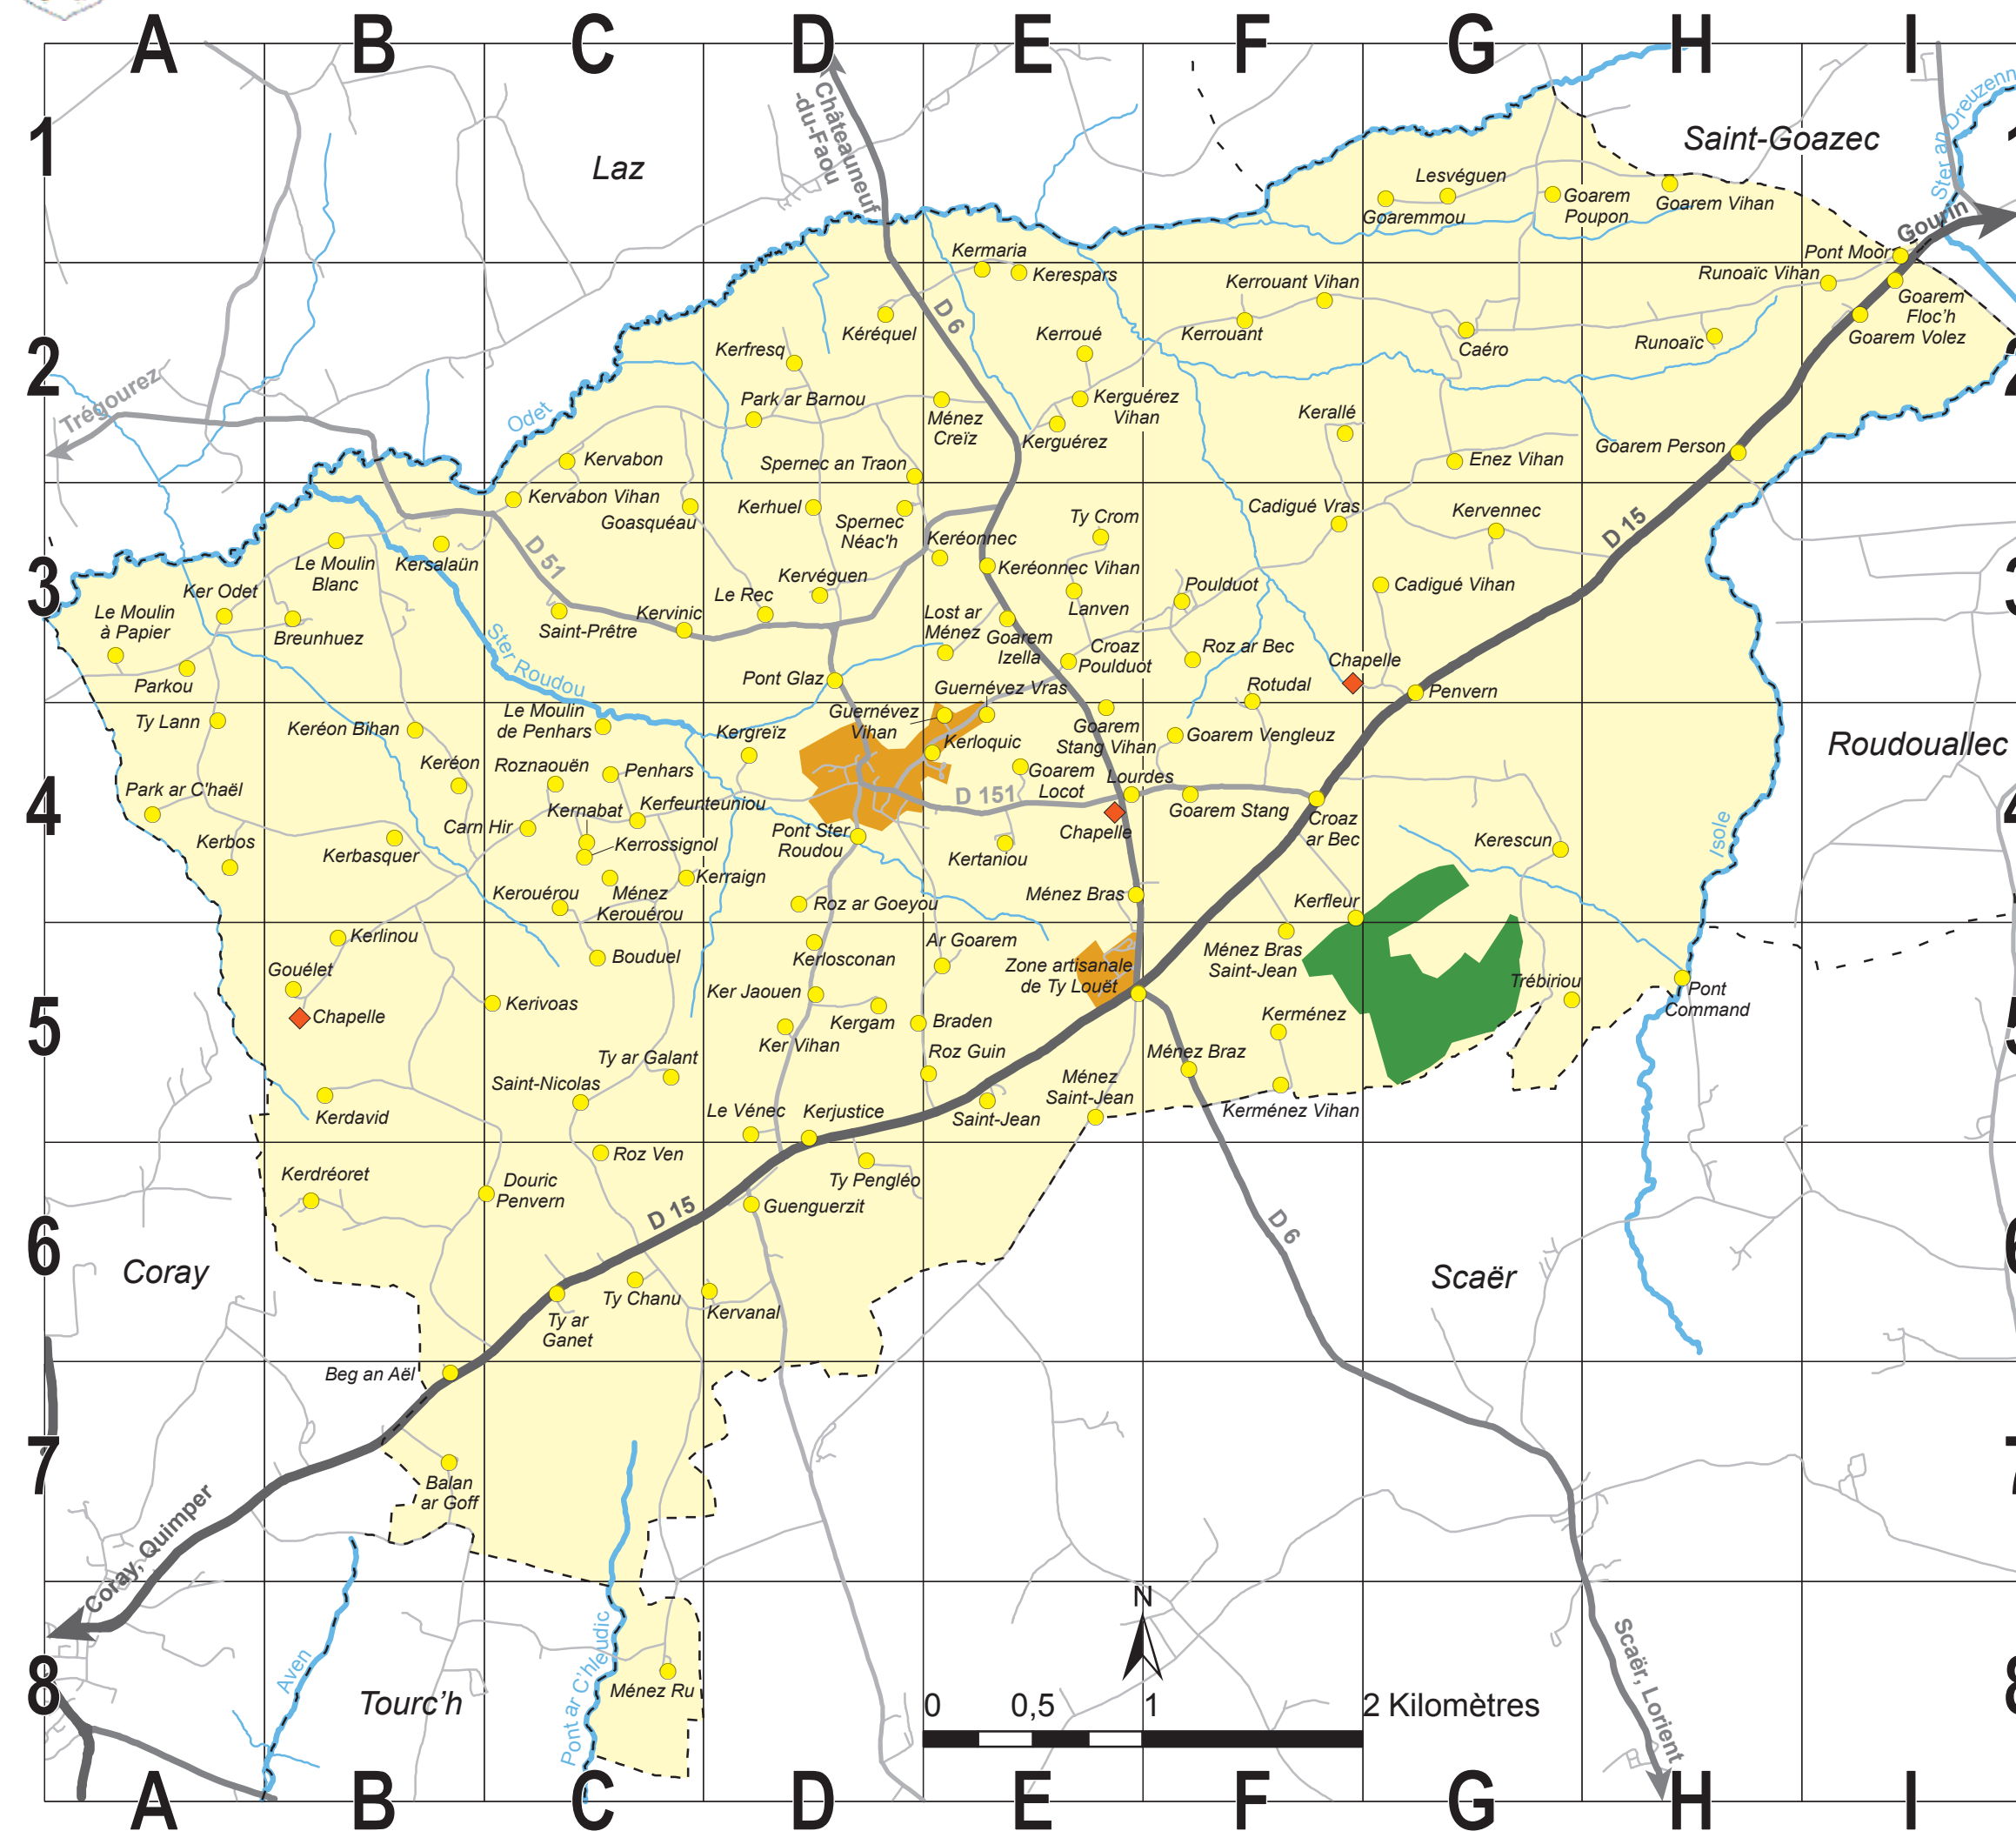 A B C D E F G H I
1
Châteauneuf
-du-Faou
Laz
Saint-Goazec
Ster an Dreuzenn
Gourin
Lesvéguen
Goaremmou
Goarem
Poupon
Goarem Vihan
Pont Moor
Kermaria
Kerespars
Kerrouant Vihan
Runoaïc Vihan
Goarem
Floc'h
Goarem Volez
2
D 6
Kéréquel
Kerroué
Kerrouant
Caéro
Runoaïc
Kerfresq
Trégourez
Odet
Park ar Barnou
Ménez
Creïz
Kerguérez
Vihan
Kerguérez
Kerallé
Goarem Person
Kervabon
Spernec an Traon
Enez Vihan
3
Kervabon Vihan
Goasquéau
Kerhuel
Spernec
Néac'h
Ty Crom
Cadigué Vras
Kervennec
D 15
Keréonnec
Keréonnec Vihan
Le Moulin
Blanc
Kersalaün
D 51
Kervéguen
Le Rec
Lanven
Poulduot
Cadigué Vihan
Ker Odet
Le Moulin
à Papier
Breunhuez
Saint-Prêtre
Kervinic
Lost ar
Ménez
Goarem
Izella
Croaz
Poulduot
Roz ar Bec
Chapelle
Ster Roudou
Parkou
Pont Glaz
Guernévez Vras
Rotudal
Penvern
4
Ty Lann
Keréon Bihan
Le Moulin
de Penhars
Kergreïz
Guernévez
Vihan
Kerloquic
Goarem
Stang Vihan
Goarem Vengleuz
Roudouallec
Keréon
Roznaouën
Penhars
Goarem
Locot
Lourdes
Park ar C'haël
Kernabat
Kerfeunteuniou
D 151
Goarem Stang
Croaz
ar Bec
Carn Hir
Kerrossignol
Pont Ster
Roudou
Chapelle
Kerbos
Kerbasquer
Kertaniou
Kerescun
Isole
Kerouérou
Ménez
Kerouérou
Kerraign
Roz ar Goeyou
Ménez Bras
Kerfleur
5
Kerlinou
Bouduel
Kerlosconan
Ar Goarem
Zone artisanale
de Ty Louët
Ménez Bras
Saint-Jean
Gouélet
Chapelle
Kerivoas
Ker Jaouen
Kergam
Braden
Kerménez
Trébiriou
Pont
Command
Ker Vihan
Roz Guin
Ménez Braz
Ty ar Galant
Saint-Nicolas
Ménez
Saint-Jean
Kerdavid
Le Vénec
Kerjustice
Saint-Jean
Kerménez Vihan
6
Roz Ven
Kerdréoret
Douric
Penvern
Ty Pengléo
Guenguerzit
D 15
D 6
Coray
Scaër
Ty Chanu
Kervanal
Ty ar
Ganet
7
Beg an Aël
Balan
ar Goff
Coray, Quimper
8
Aven
Tourc'h
Pont ar C'hleudic
Ménez Ru
N
0 0,5 1 2 Kilomètres
Scaër, Lorient
A B C D E F G H I